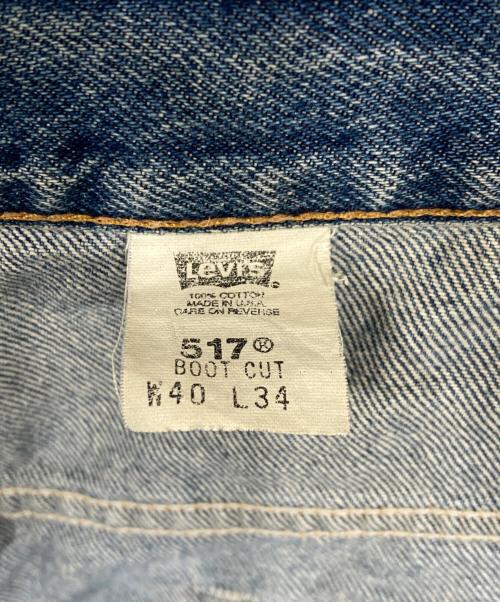 Levi's
100% COTTON
MADE IN U.S.A.
CARE ON REVERSE
517®
BOOT CUT
W40 L34